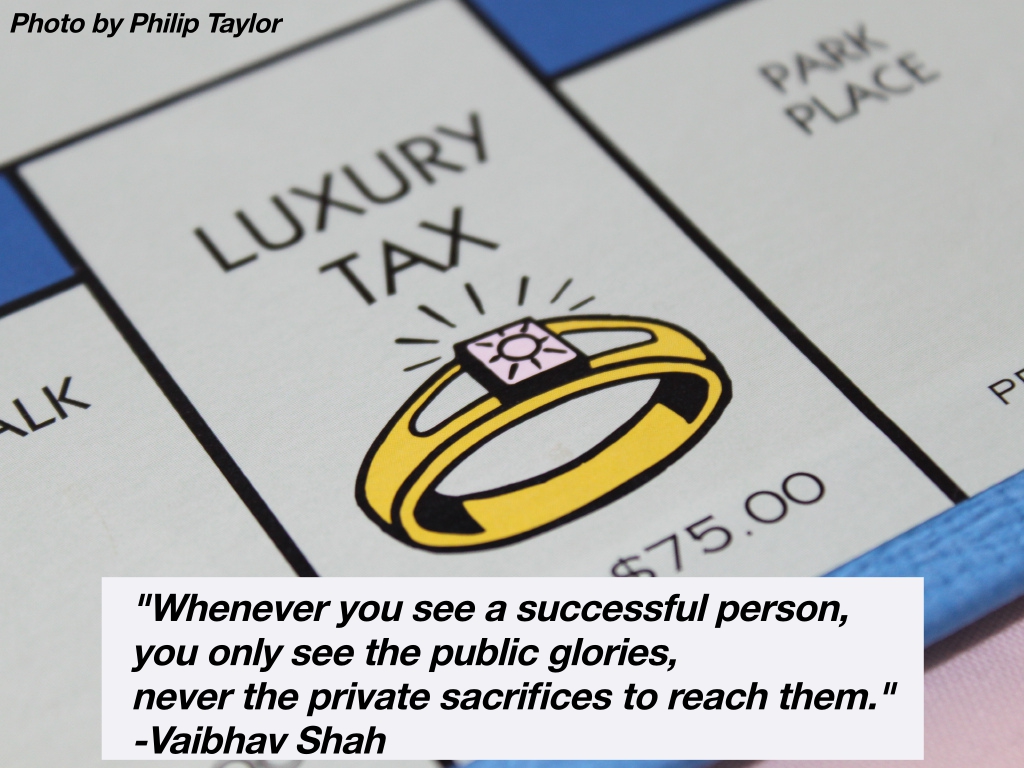 Photo by Philip Taylor
PARK
PLACE
LUXURY
TAX
ALK
$75.00
"Whenever you see a successful person,
you only see the public glories,
never the private sacrifices to reach them."
-Vaibhav Shah